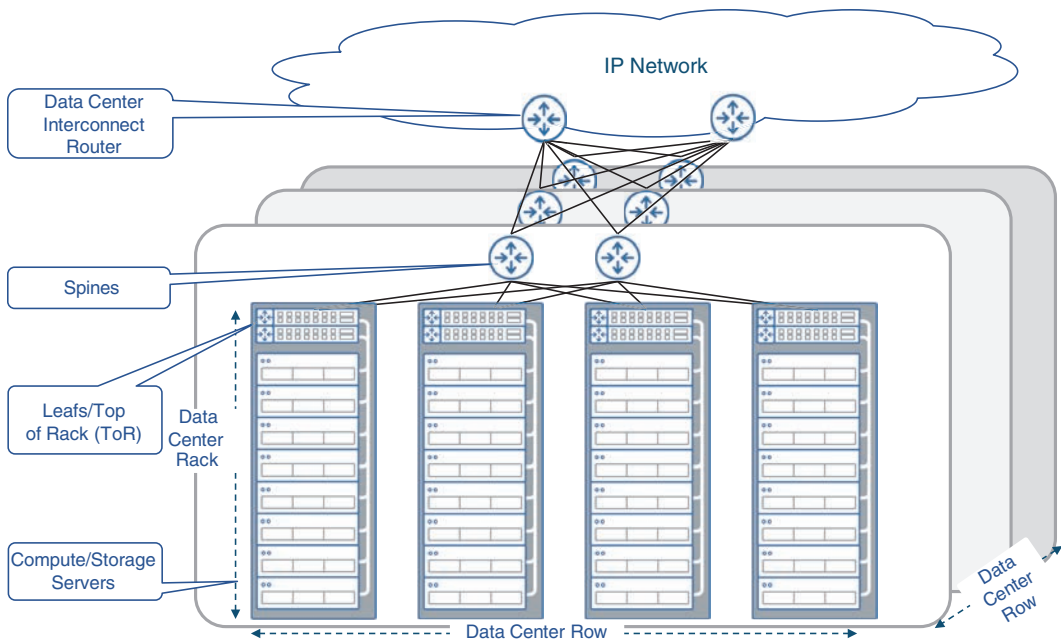 IP Network
Data Center
Interconnect
Router
Spines
Leafs/Top
of Rack (ToR)
Data
Center
Rack
Compute/Storage
Servers
Data Center Row
Data
Center
Row